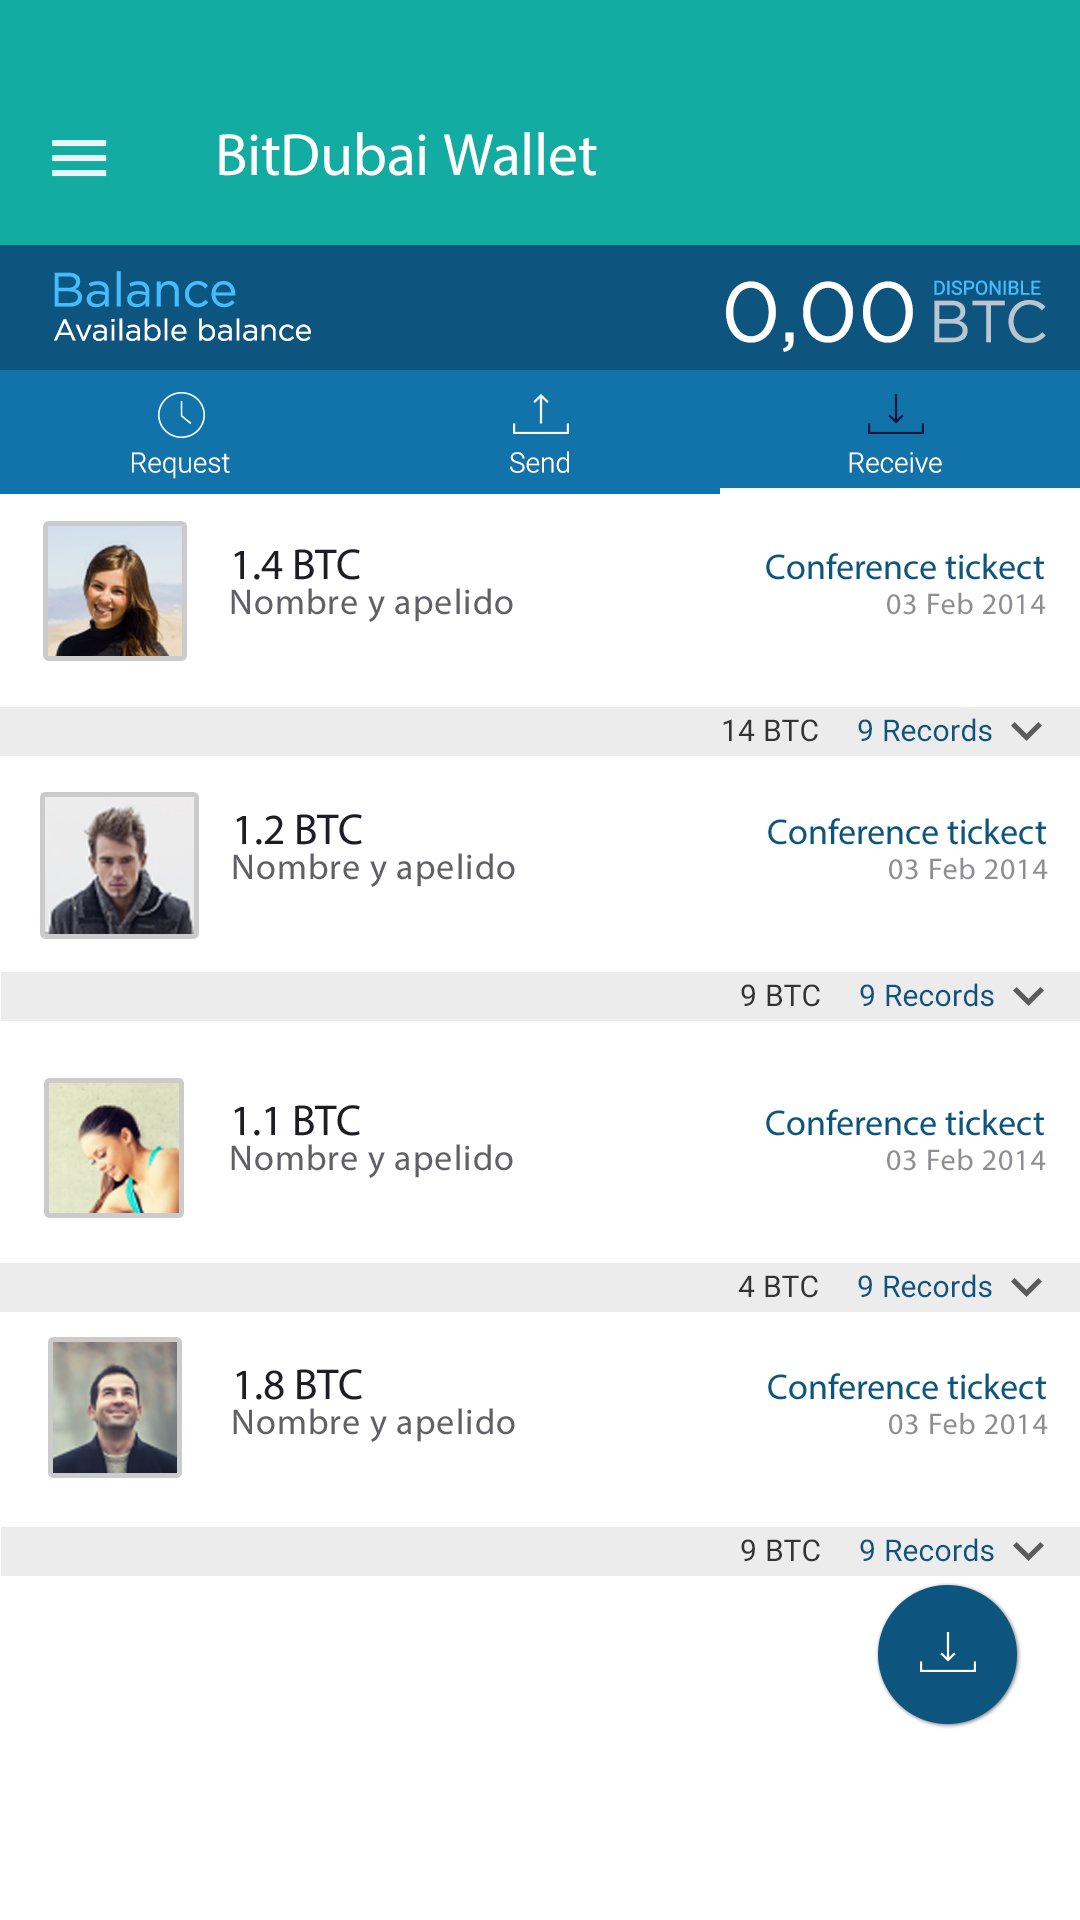 BitDubai Wallet
Balance
Available balance
0,00 DISPONIBLE BTC
Request Send Receive
1.4 BTC Conference tickect
Nombre y apelido 03 Feb 2014
14 BTC 9 Records
1.2 BTC Conference tickect
Nombre y apelido 03 Feb 2014
9 BTC 9 Records
1.1 BTC Conference tickect
Nombre y apelido 03 Feb 2014
4 BTC 9 Records
1.8 BTC Conference tickect
Nombre y apelido 03 Feb 2014
9 BTC 9 Records